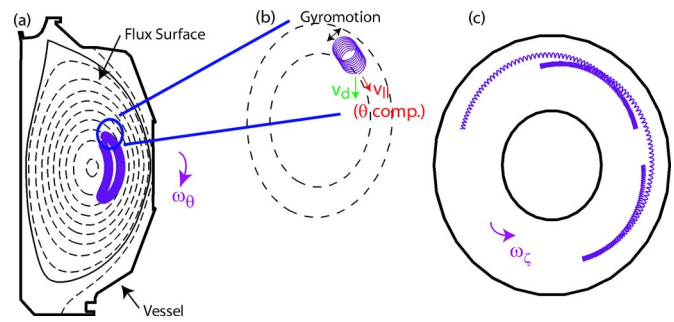 (a)
Flux Surface
ωθ
Vessel
(b)
Gyromotion
vd
v||
(θ comp.)
(c)
ωζ